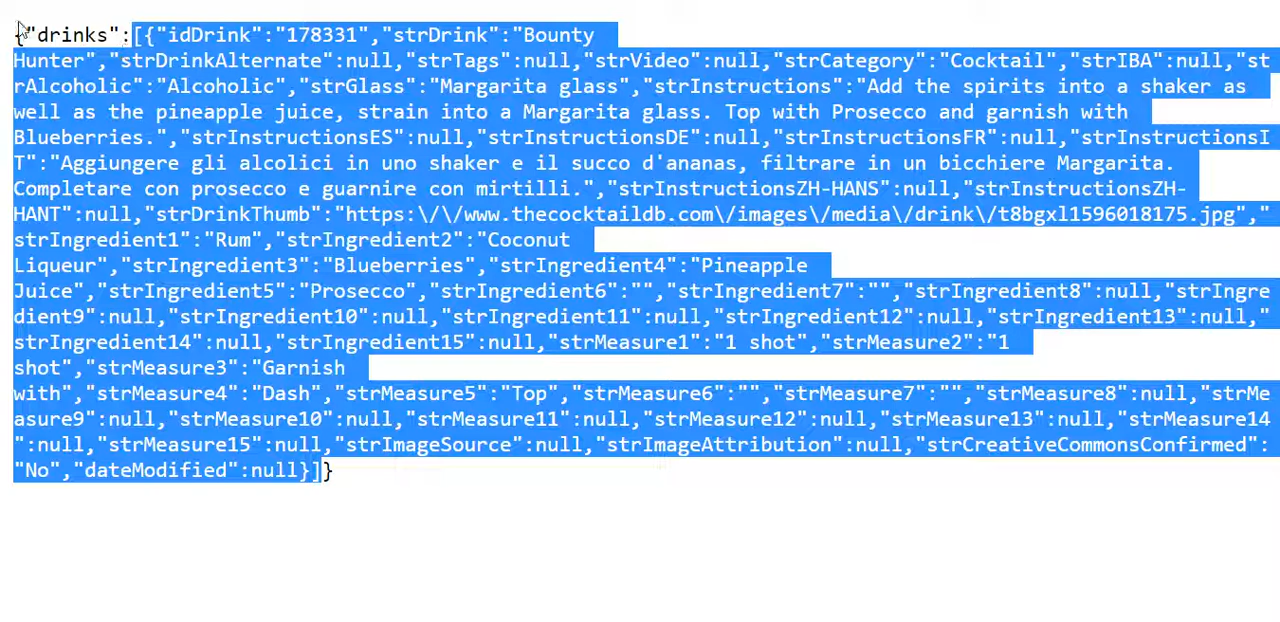 {"drinks":[{"idDrink":"178331","strDrink":"Bounty
Hunter","strDrinkAlternate":null,"strTags":null,"strVideo":null,"strCategory":"Cocktail","strIBA":null,"st
rAlcoholic":"Alcoholic","strGlass":"Margarita glass","strInstructions":"Add the spirits into a shaker as
well as the pineapple juice, strain into a Margarita glass. Top with Prosecco and garnish with
Blueberries.","strInstructionsES":null,"strInstructionsDE":null,"strInstructionsFR":null,"strInstructionsI
T":"Aggiungere gli alcolici in uno shaker e il succo d'ananas, filtrare in un bicchiere Margarita.
Completare con prosecco e guarnire con mirtilli.","strInstructionsZH-HANS":null,"strInstructionsZH-
HANT":null,"strDrinkThumb":"https:\/\/www.thecocktaildb.com\/images\/media\/drink\/t8bgxl1596018175.jpg","
strIngredient1":"Rum","strIngredient2":"Coconut
Liqueur","strIngredient3":"Blueberries","strIngredient4":"Pineapple
Juice","strIngredient5":"Prosecco","strIngredient6":"","strIngredient7":"","strIngredient8":null,"strIngre
dient9":null,"strIngredient10":null,"strIngredient11":null,"strIngredient12":null,"strIngredient13":null,"
strIngredient14":null,"strIngredient15":null,"strMeasure1":"1 shot","strMeasure2":"1
shot","strMeasure3":"Garnish
with","strMeasure4":"Dash","strMeasure5":"Top","strMeasure6":"","strMeasure7":"","strMeasure8":null,"strMe
asure9":null,"strMeasure10":null,"strMeasure11":null,"strMeasure12":null,"strMeasure13":null,"strMeasure14
":null,"strMeasure15":null,"strImageSource":null,"strImageAttribution":null,"strCreativeCommonsConfirmed":
"No","dateModified":null}]}